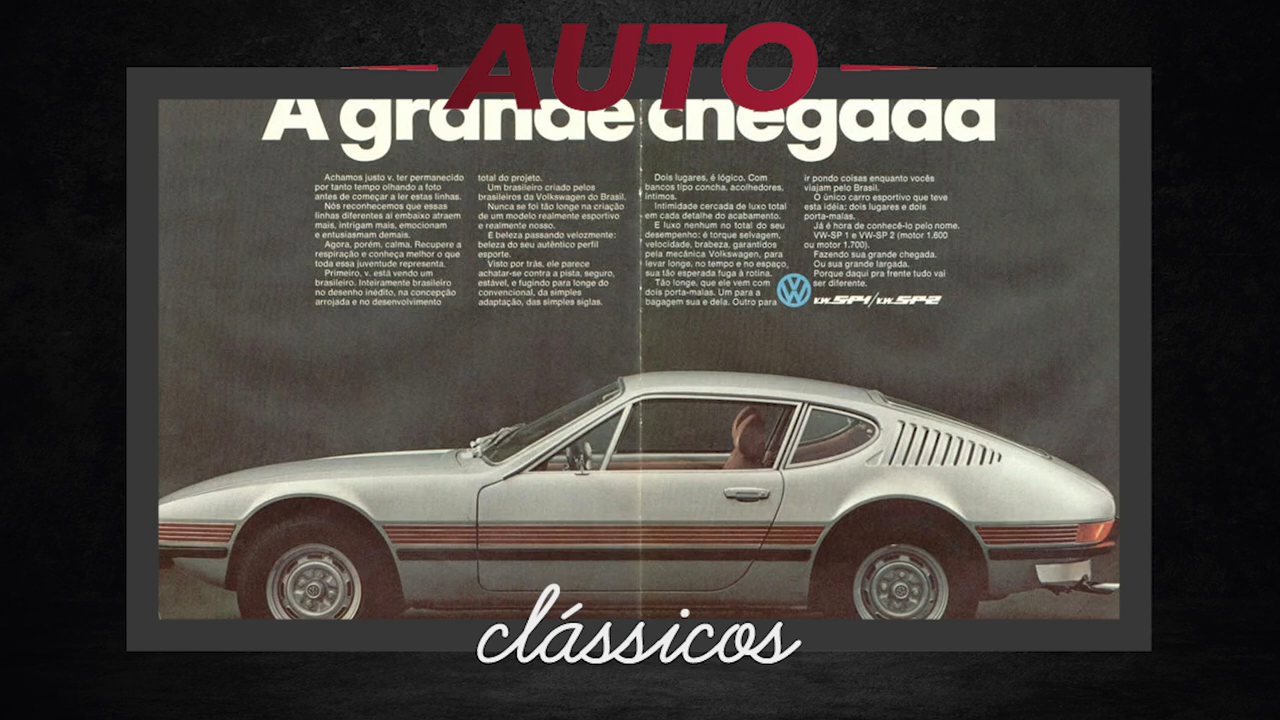 AUTO
A grande chegada
Achamos justo v. ter permanecido
por tanto tempo olhando a foto
antes de começar a ler estas linhas.
Nós reconhecemos que essas
linhas diferentes aí embaixo atraem
mais, intrigam mais, emocionam
e entusiasmam demais.
Agora, porém, calma. Recupere a
respiração e conheça melhor o que
toda essa juventude representa.
Primeiro, v. está vendo um
brasileiro. Inteiramente brasileiro
no desenho inédito, na concepção
arrojada e no desenvolvimento
total do projeto.
Um brasileiro criado pelos
brasileiros da Volkswagen do Brasil.
Nunca se foi tão longe na criação
de um modelo realmente esportivo
e realmente nosso.
E beleza passando velozmente:
beleza do seu autêntico perfil
esporte.
Visto por trás, ele parece
achatar-se contra a pista, seguro,
estável, e fugindo para longe do
convencional, da simples
adaptação, das simples siglas.
Dois lugares, é lógico. Com
bancos tipo concha, acolhedores,
íntimos.
Intimidade cercada de luxo total
em cada detalhe do acabamento.
E luxo nenhum no total do seu
desempenho: é torque selvagem,
velocidade, brabeza, garantidos
pela mecânica Volkswagen, para
levar longe, no tempo e no espaço,
sua tão esperada fuga à rotina.
Tão longe, que ele vem com
dois porta-malas. Um para a
bagagem sua e dela. Outro para
ir pondo coisas enquanto vocês
viajam pelo Brasil.
O único carro esportivo que teve
esta idéia: dois lugares e dois
porta-malas.
Já é hora de conhecê-lo pelo nome.
VW-SP 1 e VW-SP 2 (motor 1.600
ou motor 1.700).
Fazendo sua grande chegada.
Ou sua grande largada.
Porque daqui pra frente tudo vai
ser diferente.
VW SP1/VW SP2
clássicos